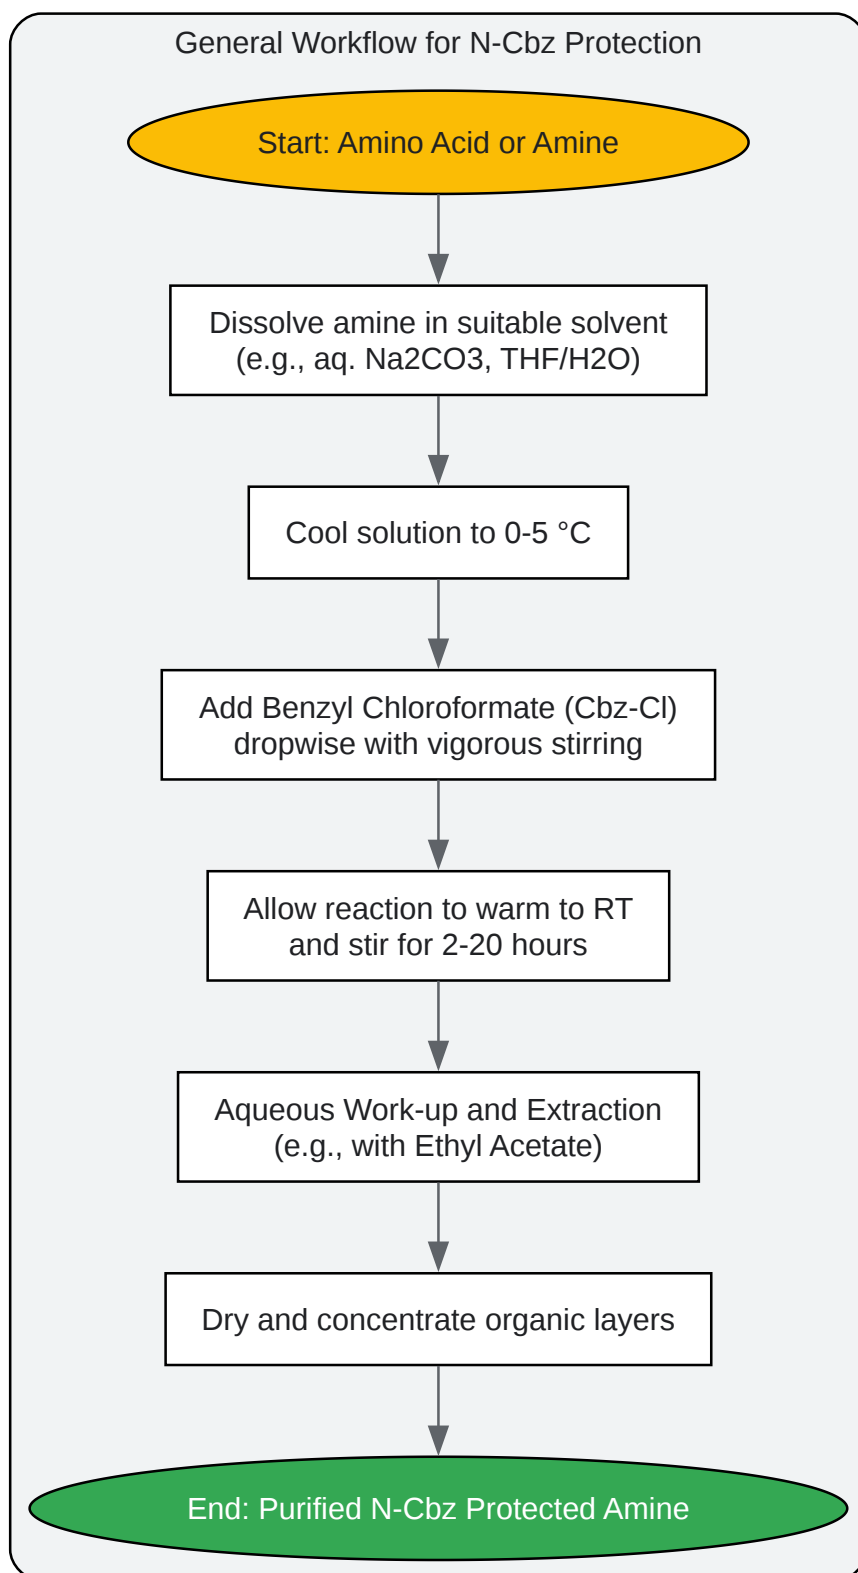 General Workflow for N-Cbz Protection
Start: Amino Acid or Amine
Dissolve amine in suitable solvent
(e.g., aq. Na2CO3, THF/H2O)
Cool solution to 0-5 °C
Add Benzyl Chloroformate (Cbz-Cl)
dropwise with vigorous stirring
Allow reaction to warm to RT
and stir for 2-20 hours
Aqueous Work-up and Extraction
(e.g., with Ethyl Acetate)
Dry and concentrate organic layers
End: Purified N-Cbz Protected Amine